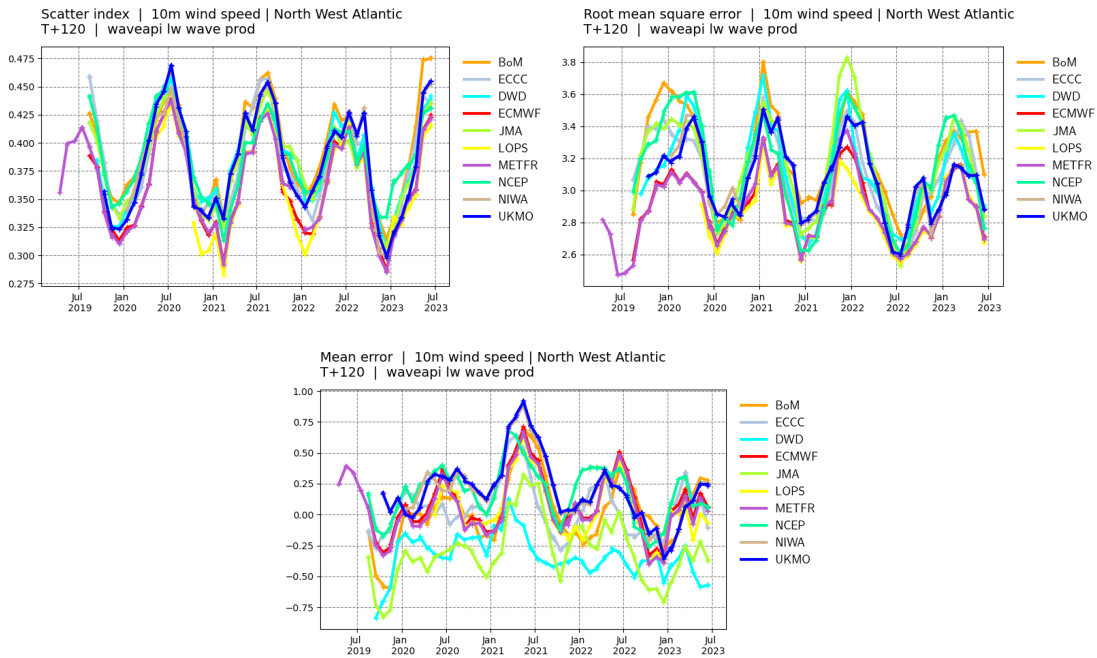 Scatter index | 10m wind speed | North West Atlantic
T+120 | waveapi lw wave prod
0.475
0.450
0.425
0.400
0.375
0.350
0.325
0.300
0.275
Jul
2019
Jan
2020
Jul
2020
Jan
2021
Jul
2021
Jan
2022
Jul
2022
Jan
2023
Jul
2023
BoM
ECCC
DWD
ECMWF
JMA
LOPS
METFR
NCEP
NIWA
UKMO
Root mean square error | 10m wind speed | North West Atlantic
T+120 | waveapi lw wave prod
3.8
3.6
3.4
3.2
3.0
2.8
2.6
Jul
2019
Jan
2020
Jul
2020
Jan
2021
Jul
2021
Jan
2022
Jul
2022
Jan
2023
Jul
2023
BoM
ECCC
DWD
ECMWF
JMA
LOPS
METFR
NCEP
NIWA
UKMO
Mean error | 10m wind speed | North West Atlantic
T+120 | waveapi lw wave prod
1.00
0.75
0.50
0.25
0.00
−0.25
−0.50
−0.75
Jul
2019
Jan
2020
Jul
2020
Jan
2021
Jul
2021
Jan
2022
Jul
2022
Jan
2023
Jul
2023
BoM
ECCC
DWD
ECMWF
JMA
LOPS
METFR
NCEP
NIWA
UKMO